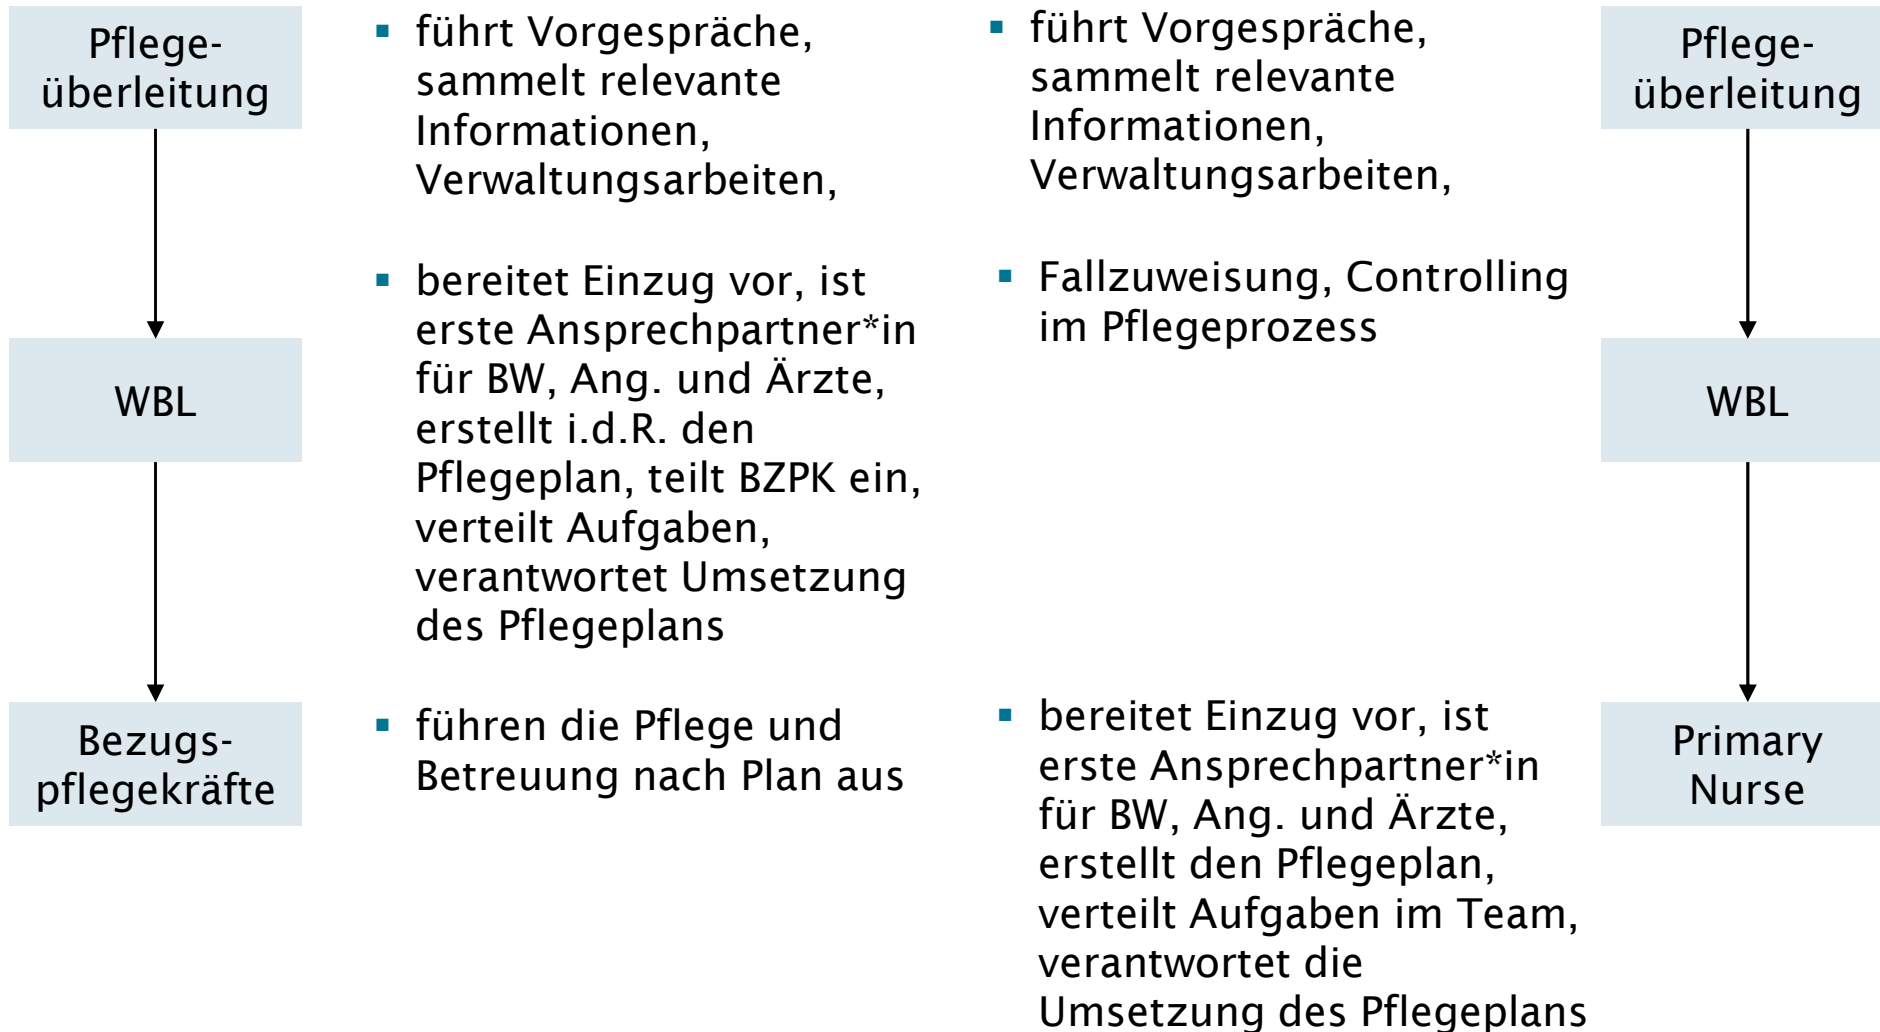 Pflege-
überleitung
führt Vorgespräche,
sammelt relevante
Informationen,
Verwaltungsarbeiten,
WBL
bereitet Einzug vor, ist
erste Ansprechpartner*in
für BW, Ang. und Ärzte,
erstellt i.d.R. den
Pflegeplan, teilt BZPK ein,
verteilt Aufgaben,
verantwortet Umsetzung
des Pflegeplans
Bezugs-
pflegekräfte
führen die Pflege und
Betreuung nach Plan aus
führt Vorgespräche,
sammelt relevante
Informationen,
Verwaltungsarbeiten,
Pflege-
überleitung
Fallzuweisung, Controlling
im Pflegeprozess
WBL
bereitet Einzug vor, ist
erste Ansprechpartner*in
für BW, Ang. und Ärzte,
erstellt den Pflegeplan,
verteilt Aufgaben im Team,
verantwortet die
Umsetzung des Pflegeplans
Primary
Nurse